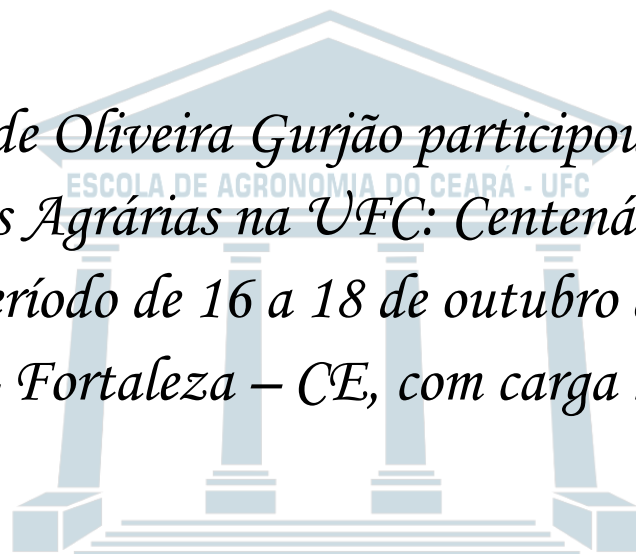 de Oliveira Gurjão participou
ESCOLA DE AGRONOMIA DO CEARÁ - UFC
s Agrárias na UFC: Centená
eríodo de 16 a 18 de outubro
- Fortaleza – CE, com carga